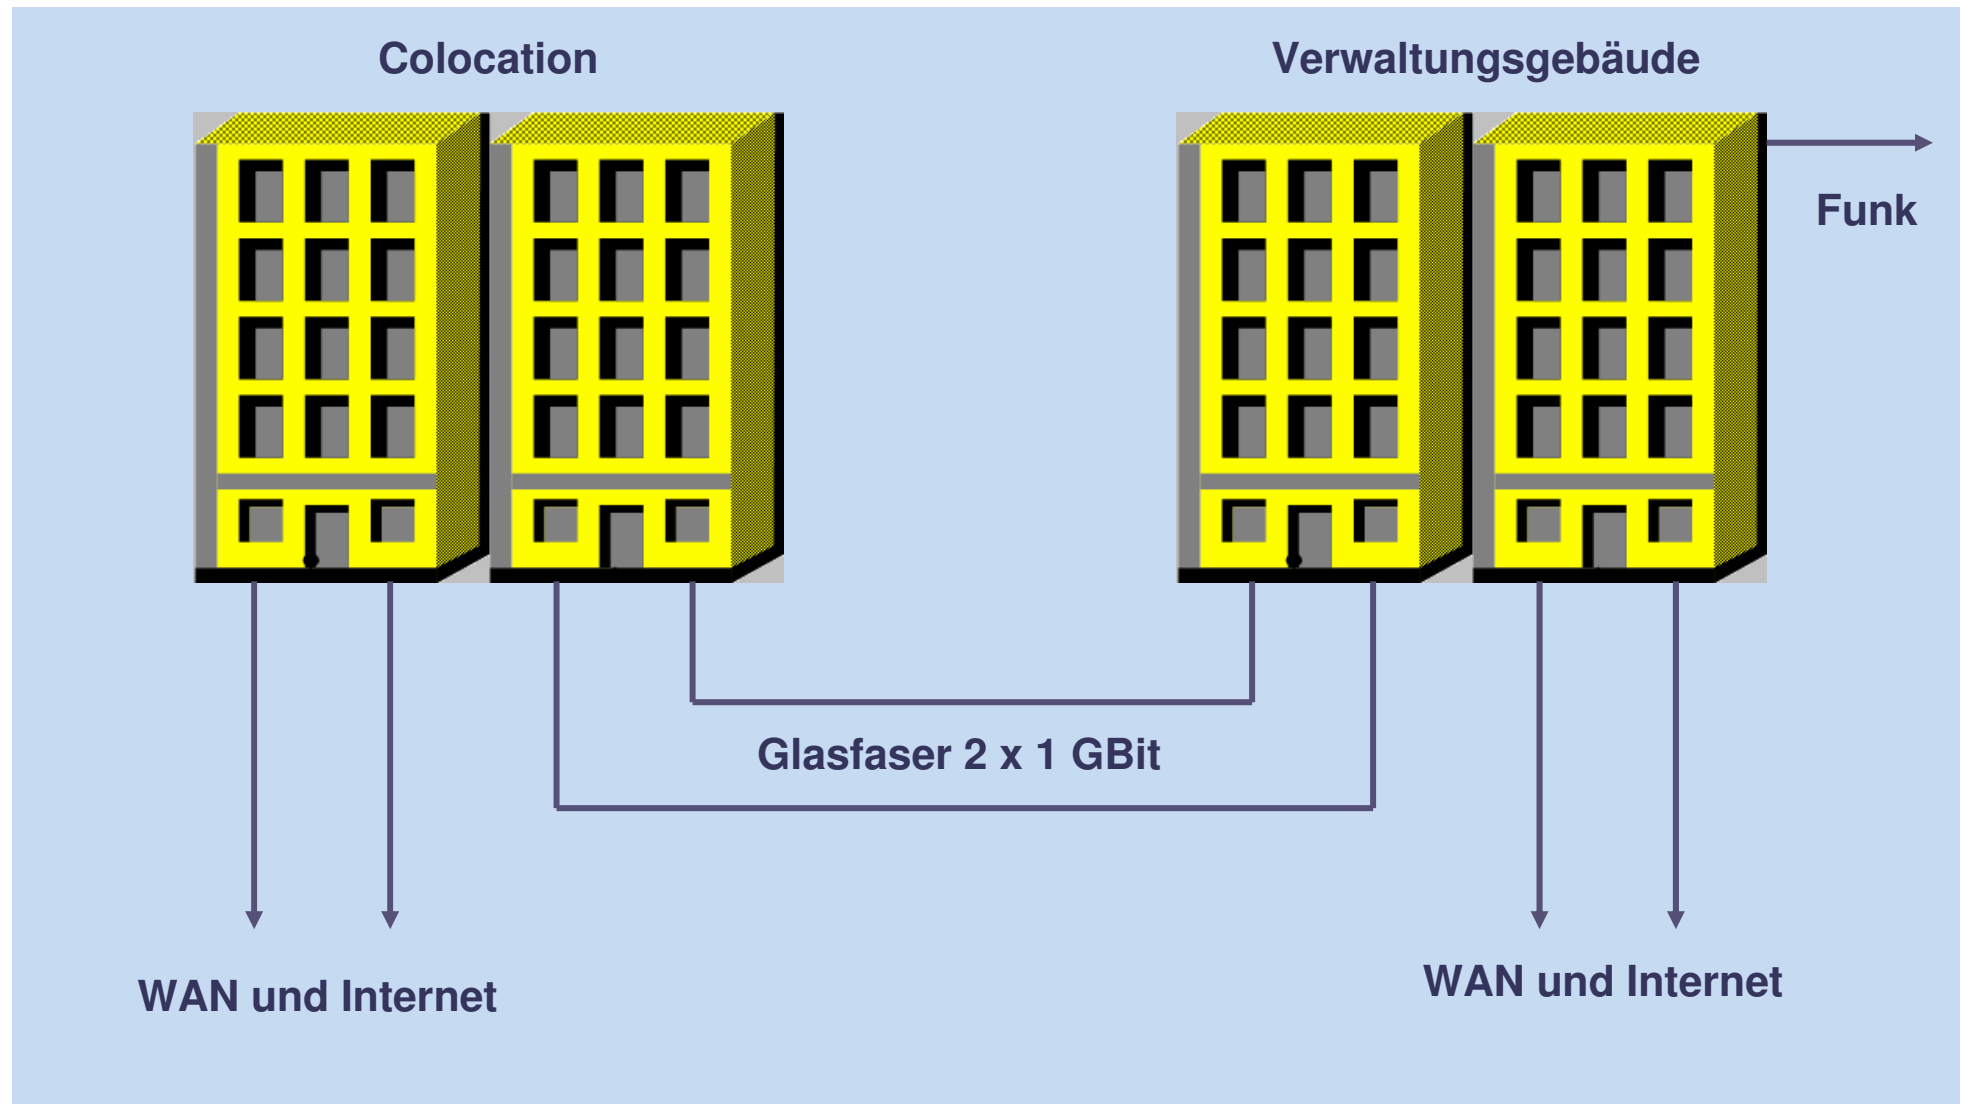 Colocation
Verwaltungsgebäude
Funk
Glasfaser 2 x 1 GBit
WAN und Internet
WAN und Internet